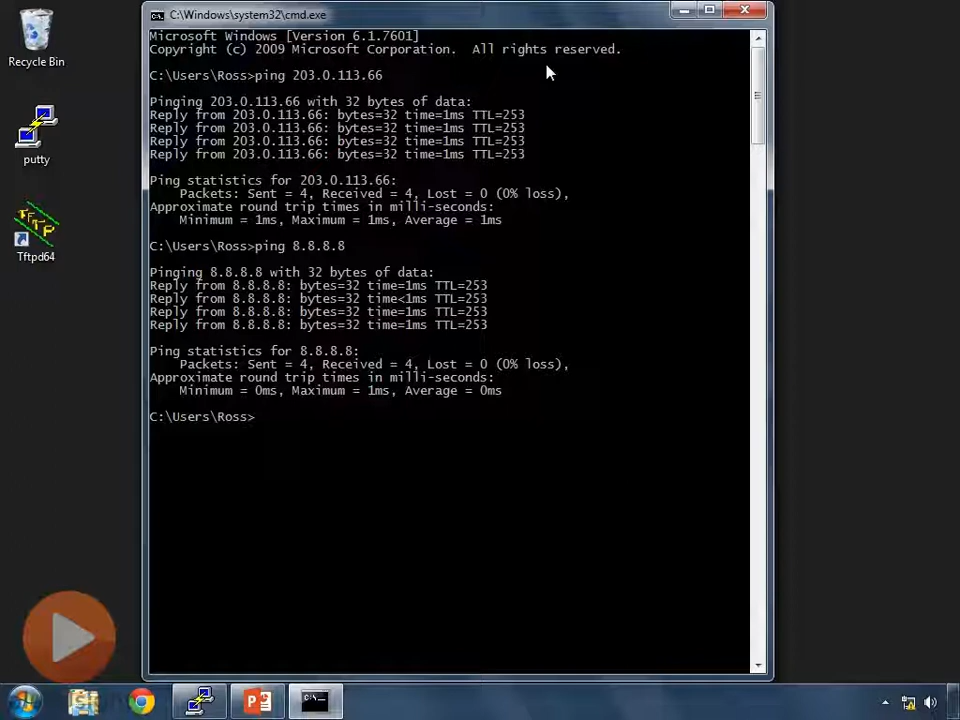 C:\Windows\system32\cmd.exe
Microsoft Windows [Version 6.1.7601]
Copyright (c) 2009 Microsoft Corporation.  All rights reserved.
C:\Users\Ross>ping 203.0.113.66
Pinging 203.0.113.66 with 32 bytes of data:
Reply from 203.0.113.66: bytes=32 time=1ms TTL=253
Reply from 203.0.113.66: bytes=32 time=1ms TTL=253
Reply from 203.0.113.66: bytes=32 time=1ms TTL=253
Reply from 203.0.113.66: bytes=32 time=1ms TTL=253
Ping statistics for 203.0.113.66:
Packets: Sent = 4, Received = 4, Lost = 0 (0% loss),
Approximate round trip times in milli-seconds:
Minimum = 1ms, Maximum = 1ms, Average = 1ms
C:\Users\Ross>ping 8.8.8.8
Pinging 8.8.8.8 with 32 bytes of data:
Reply from 8.8.8.8: bytes=32 time=1ms TTL=253
Reply from 8.8.8.8: bytes=32 time<1ms TTL=253
Reply from 8.8.8.8: bytes=32 time=1ms TTL=253
Reply from 8.8.8.8: bytes=32 time=1ms TTL=253
Ping statistics for 8.8.8.8:
Packets: Sent = 4, Received = 4, Lost = 0 (0% loss),
Approximate round trip times in milli-seconds:
Minimum = 0ms, Maximum = 1ms, Average = 0ms
C:\Users\Ross>
Recycle Bin
putty
TFTP
Tftpd64